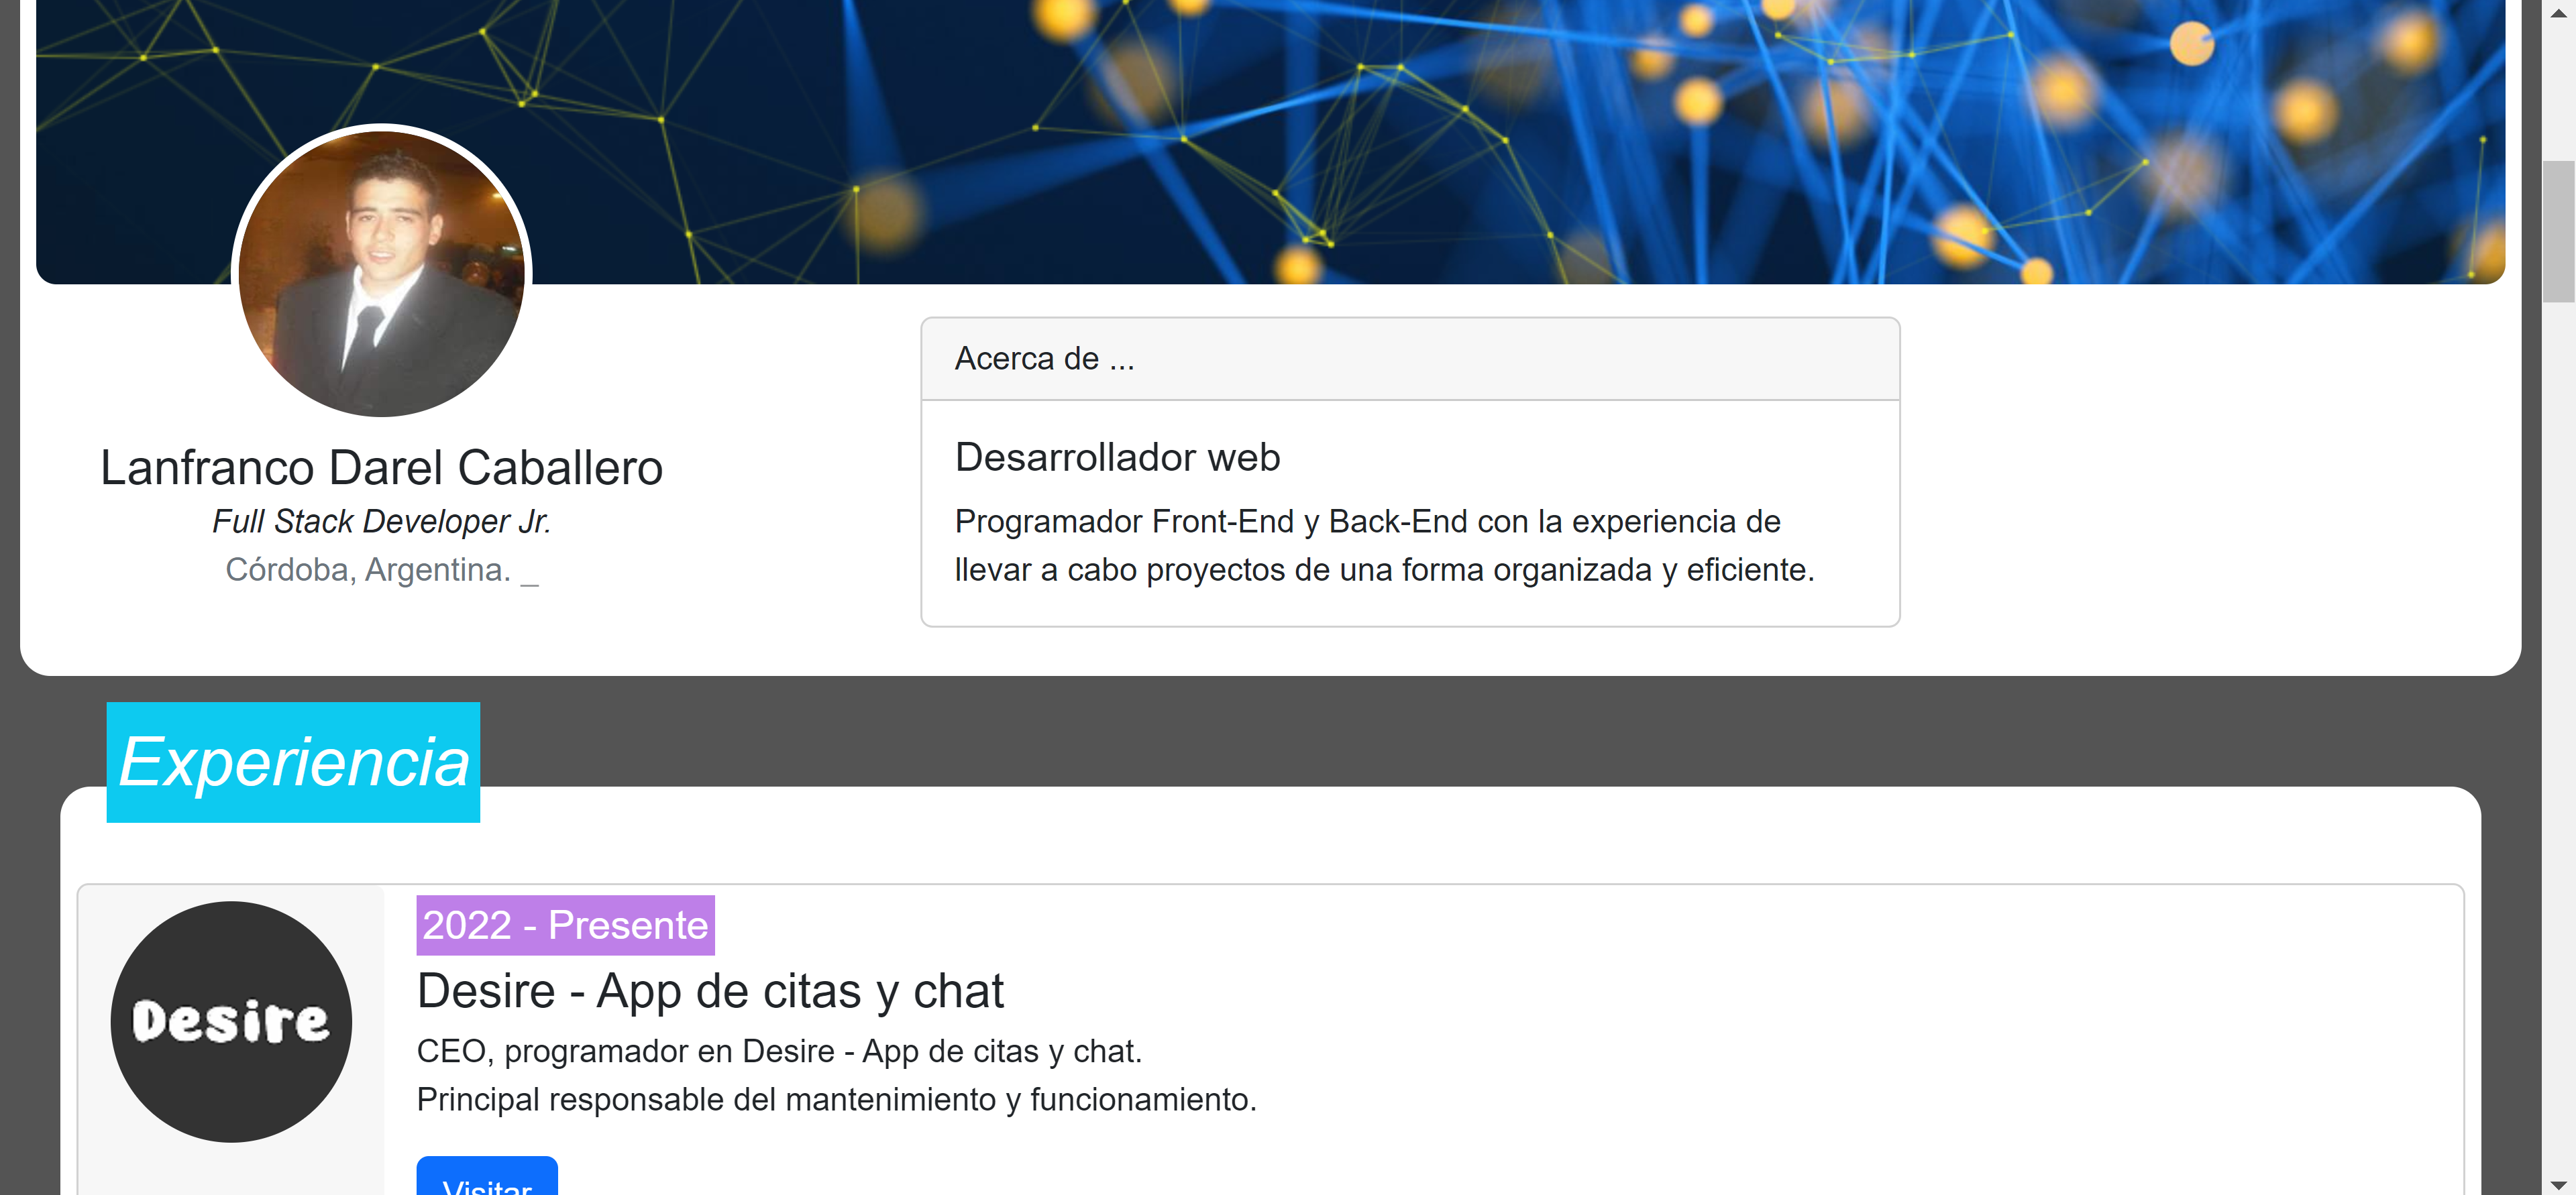 Acerca de ...
Lanfranco Darel Caballero
Full Stack Developer Jr.
Córdoba, Argentina. _
Desarrollador web
Programador Front-End y Back-End con la experiencia de
llevar a cabo proyectos de una forma organizada y eficiente.
Experiencia
Desire
2022 - Presente
Desire - App de citas y chat
CEO, programador en Desire - App de citas y chat.
Principal responsable del mantenimiento y funcionamiento.
Visitar